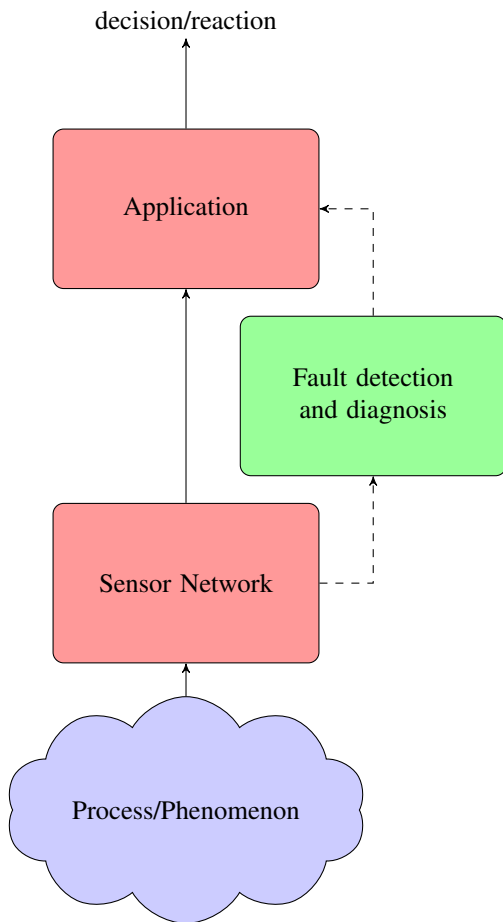 decision/reaction
Application
Fault detection
and diagnosis
Sensor Network
Process/Phenomenon